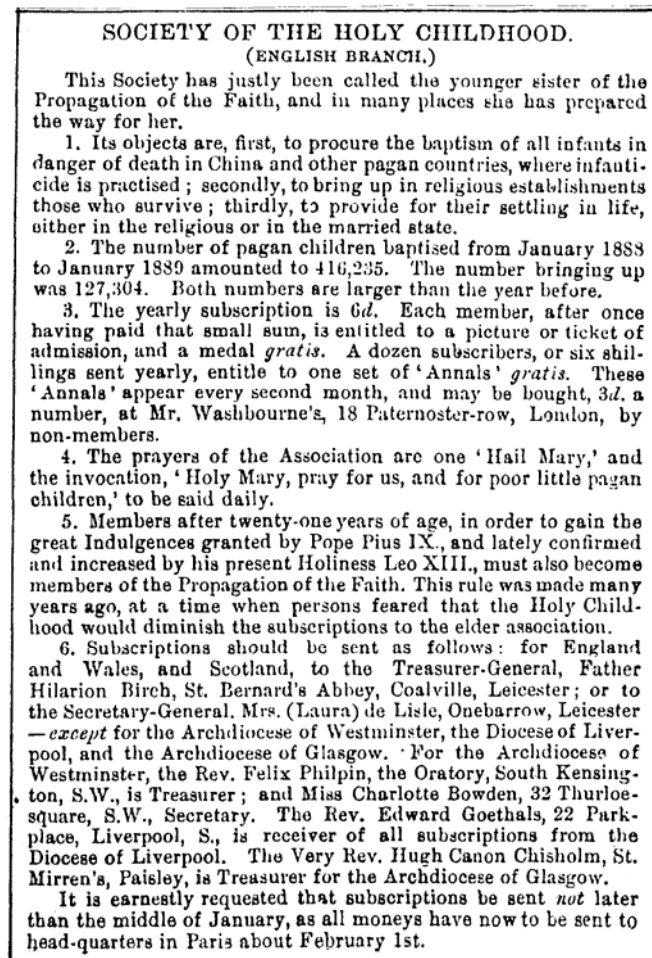 SOCIETY OF THE HOLY CHILDHOOD.
(ENGLISH BRANCH.)
This Society has justly been called the younger sister of the
Propagation of the Faith, and in many places she has prepared
the way for her.
1. Its objects are, first, to procure the baptism of all infants in
danger of death in China and other pagan countries, where infanti-
cide is practised ; secondly, to bring up in religious establishments
those who survive ; thirdly, to provide for their settling in life,
either in the religious or in the married state.
2. The number of pagan children baptised from January 1888
to January 1889 amounted to 416,235. The number bringing up
was 127,304. Both numbers are larger than the year before.
3. The yearly subscription is 6d. Each member, after once
having paid that small sum, is entitled to a picture or ticket of
admission, and a medal gratis. A dozen subscribers, or six shil-
lings sent yearly, entitle to one set of ‘Annals’ gratis. These
‘Annals’ appear every second month, and may be bought, 3d. a
number, at Mr. Washbourne's, 18 Paternoster-row, London, by
non-members.
4. The prayers of the Association are one ‘Hail Mary,’ and
the invocation, ‘Holy Mary, pray for us, and for poor little pagan
children,’ to be said daily.
5. Members after twenty-one years of age, in order to gain the
great Indulgences granted by Pope Pius IX., and lately confirmed
and increased by his present Holiness Leo XIII., must also become
members of the Propagation of the Faith. This rule was made many
years ago, at a time when persons feared that the Holy Child-
hood would diminish the subscriptions to the elder association.
6. Subscriptions should be sent as follows: for England
and Wales, and Scotland, to the Treasurer-General, Father
Hilarion Birch, St. Bernard's Abbey, Coalville, Leicester; or to
the Secretary-General. Mrs. (Laura) de Lisle, Onebarrow, Leicester
—except for the Archdiocese of Westminster, the Diocese of Liver-
pool, and the Archdiocese of Glasgow. For the Archdiocese of
Westminster, the Rev. Felix Philpin, the Oratory, South Kensing-
ton, S.W., is Treasurer ; and Miss Charlotte Bowden, 32 Thurloe-
square, S.W., Secretary. The Rev. Edward Goethals, 22 Park-
place, Liverpool, S., is receiver of all subscriptions from the
Diocese of Liverpool. The Very Rev. Hugh Canon Chisholm, St.
Mirren's, Paisley, is Treasurer for the Archdiocese of Glasgow.
It is earnestly requested that subscriptions be sent not later
than the middle of January, as all moneys have now to be sent to
head-quarters in Paris about February 1st.